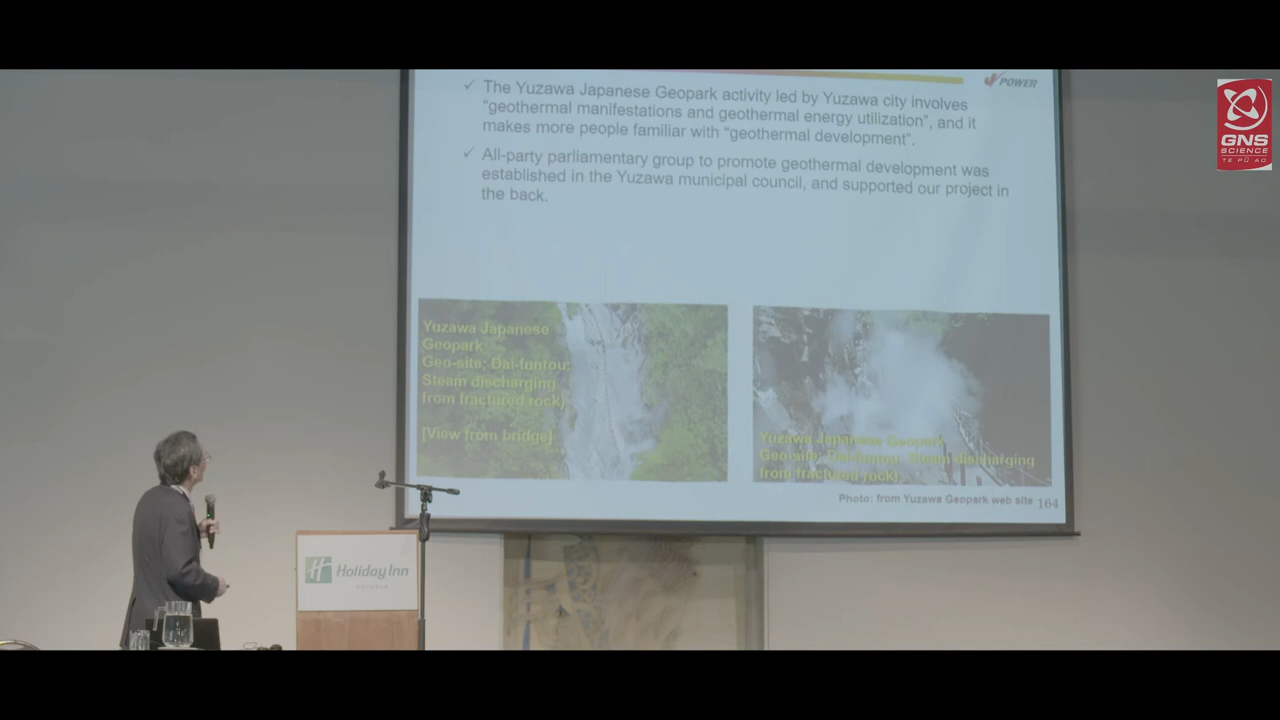 ✓ The Yuzawa Japanese Geopark activity led by Yuzawa city involves
"geothermal manifestations and geothermal energy utilization", and it
makes more people familiar with "geothermal development".
✓ All-party parliamentary group to promote geothermal development was
established in the Yuzawa municipal council, and supported our project in
the back.
POWER
GNS
SCIENCE
TE PŪ AO
Yuzawa Japanese
Geopark
Geo-site; Dai-funtou;
Steam discharging
from fractured rock)
[View from bridge]
Yuzawa Japanese Geopark
Geo-site; Dai-funtou; Steam discharging
from fractured rock)
Photo: from Yuzawa Geopark web site 164
H Holiday Inn
ROTORUA